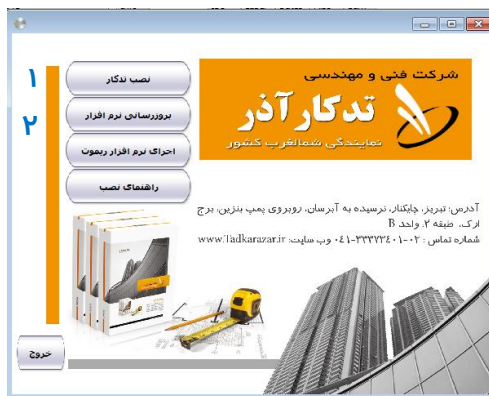 شرکت فنی و مهندسی
تدکار آذر
نمایندگی شمالغرب کشور
۱
نصب تدکار
۲
بروزرسانی نرم افزار
اجرای نرم افزار ریموت
راهنمای نصب
آدرس: تبریز، چایکنار، نرسیده به آبرسان، روبروی پمپ بنزین، برج
ارک، طبقه ۲، واحد B
شماره تماس : ۰۲-۳۳۳۷۳٤۰۱-۰٤۱ وب سایت: www.Tadkarazar.ir
خروج